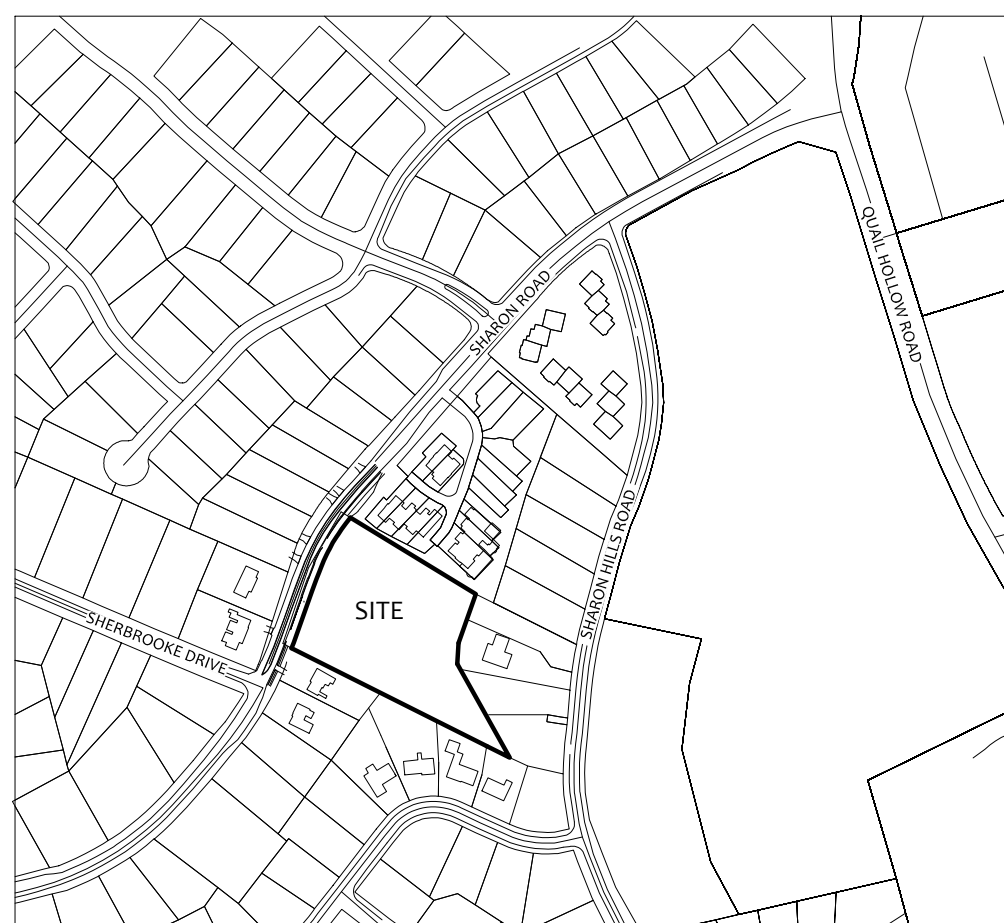 SHARON ROAD
QUAIL HOLLOW ROAD
SHARON HILLS ROAD
SITE
SHERBROOKE DRIVE